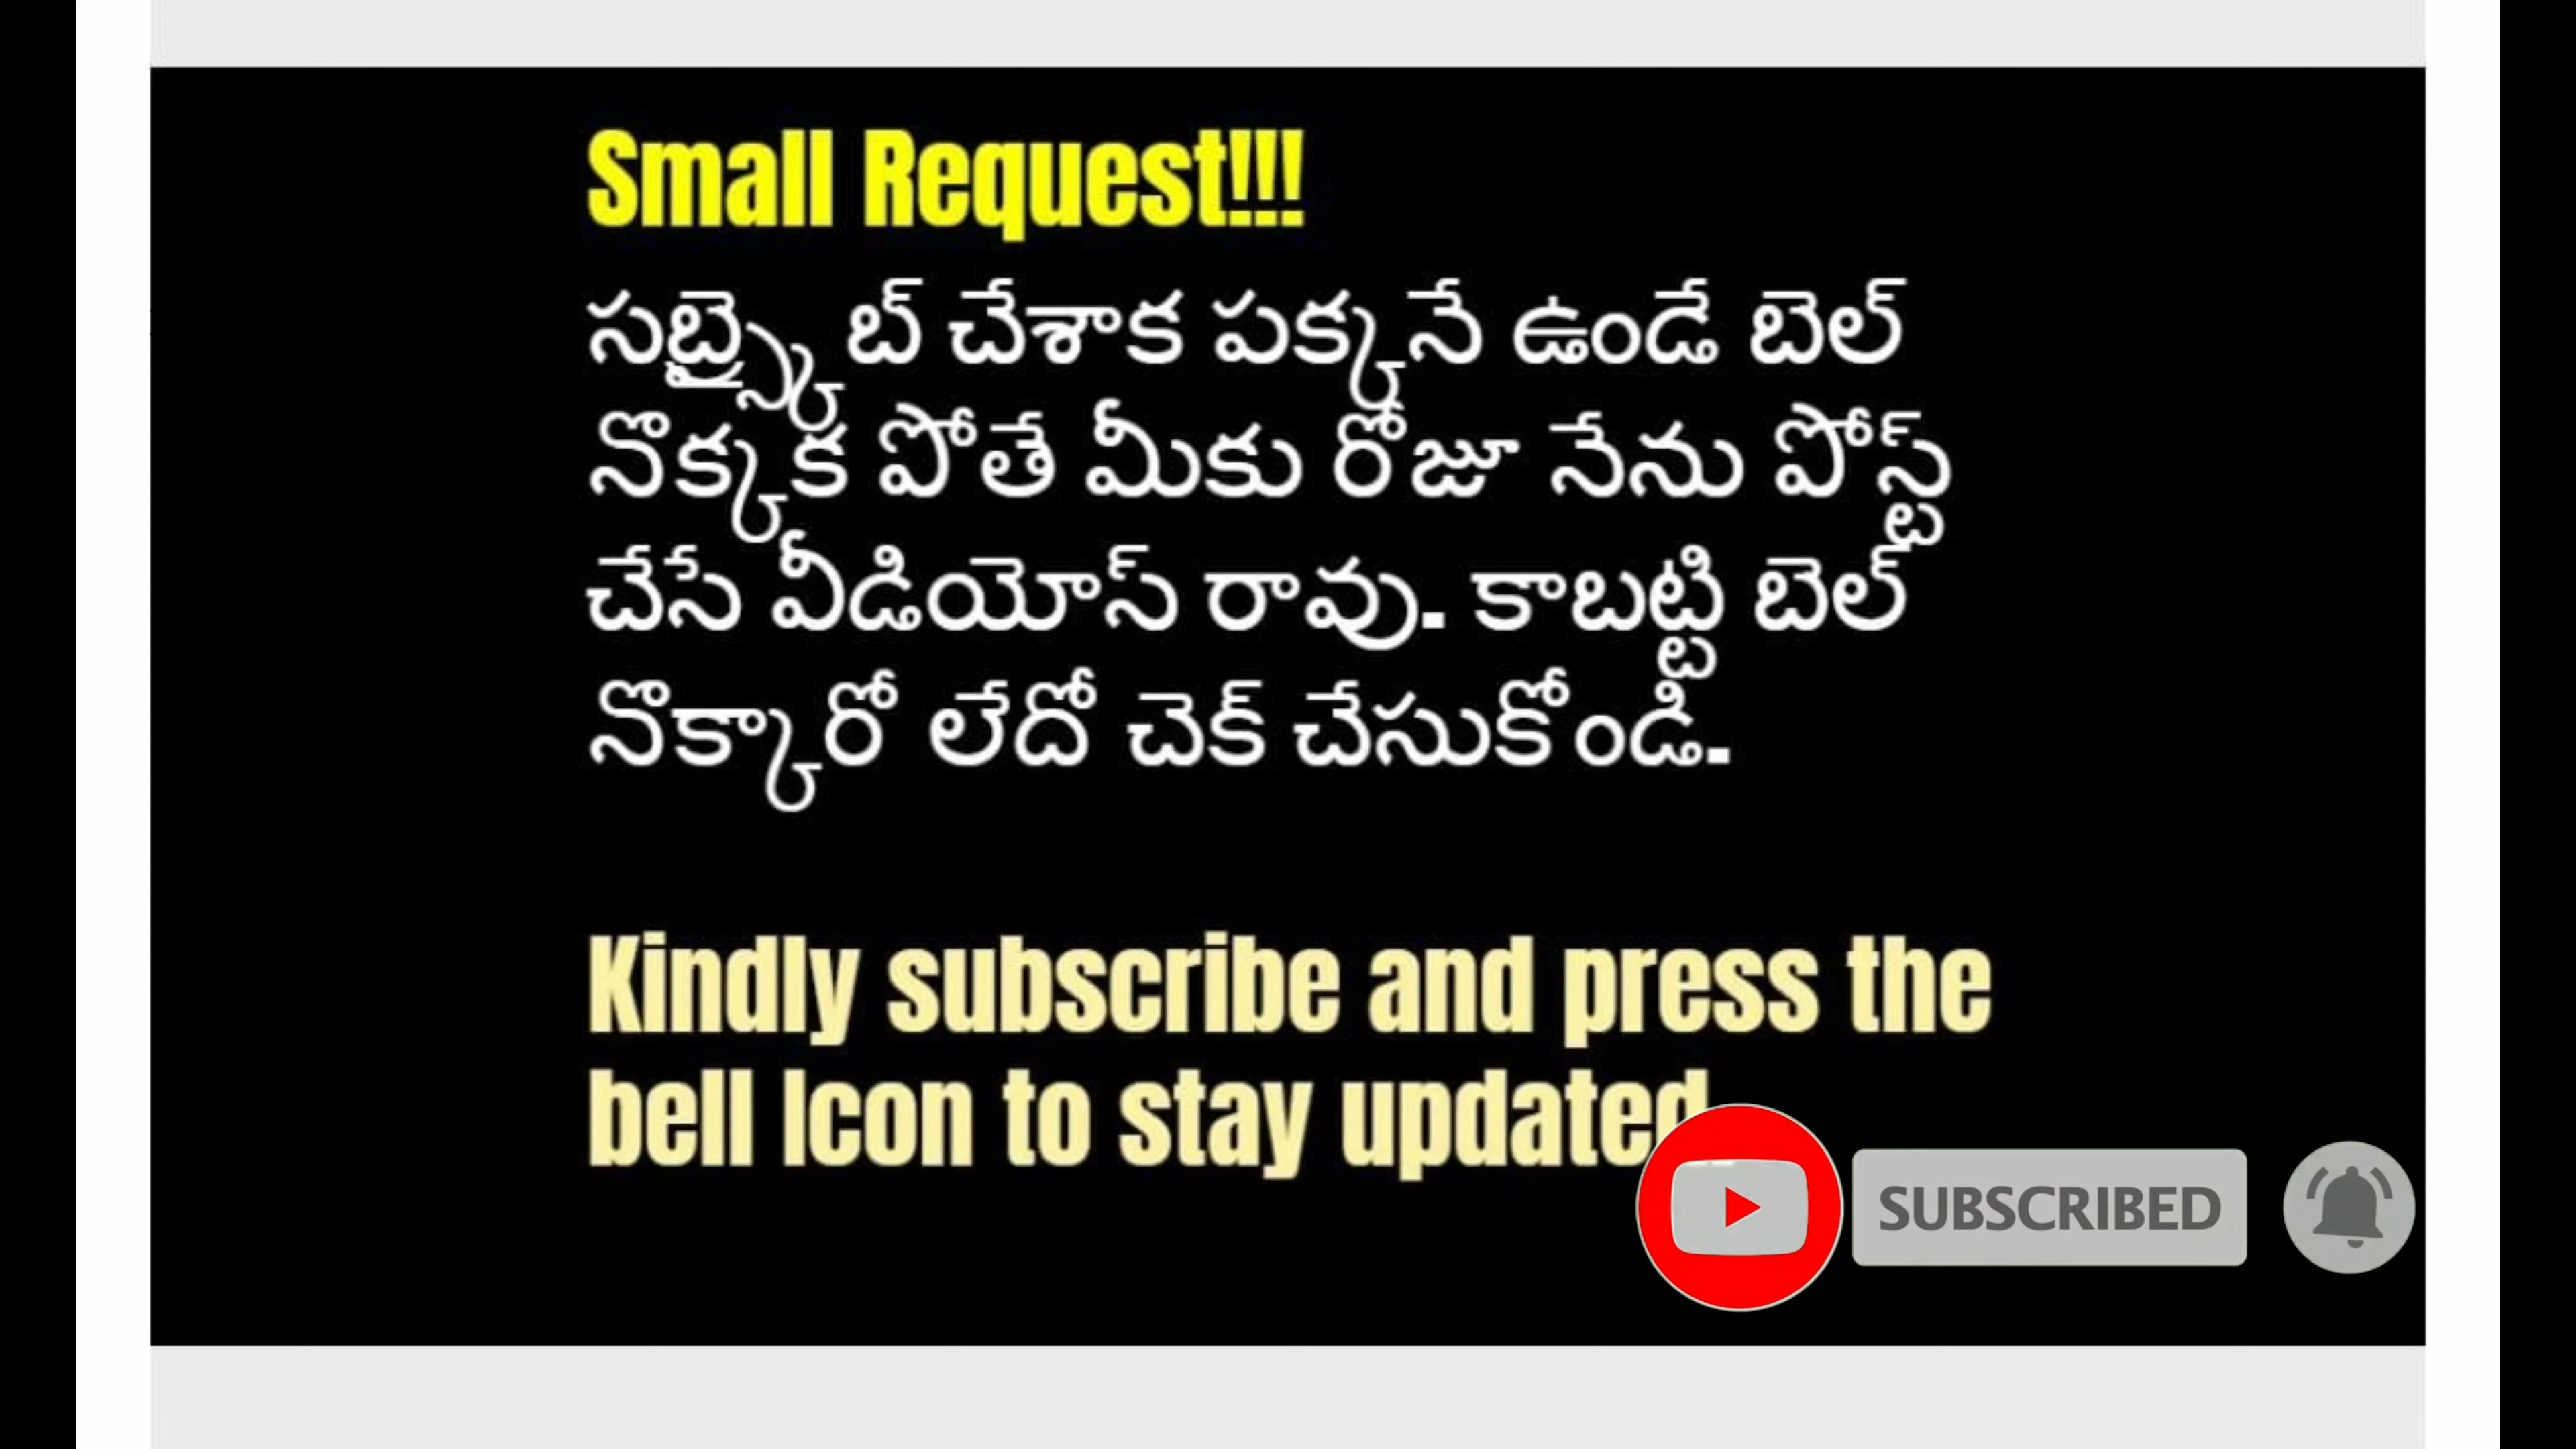 Small Request!!!
సబ్స్క్రైబ్ చేశాక పక్కనే ఉండే బెల్
నొక్కక పోతే మీకు రోజూ నేను పోస్ట్
చేసే వీడియోస్ రావు. కాబట్టి బెల్
నొక్కారో లేదో చెక్ చేసుకోండి.
Kindly subscribe and press the
bell Icon to stay updated
SUBSCRIBED